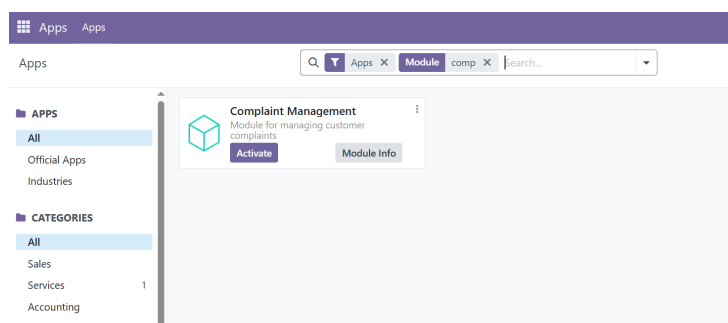 Apps Apps
Apps
Apps Module comp Search...
APPS
All
Official Apps
Industries
CATEGORIES
All
Sales
Services 1
Accounting
Complaint Management
Module for managing customer
complaints
Activate Module Info